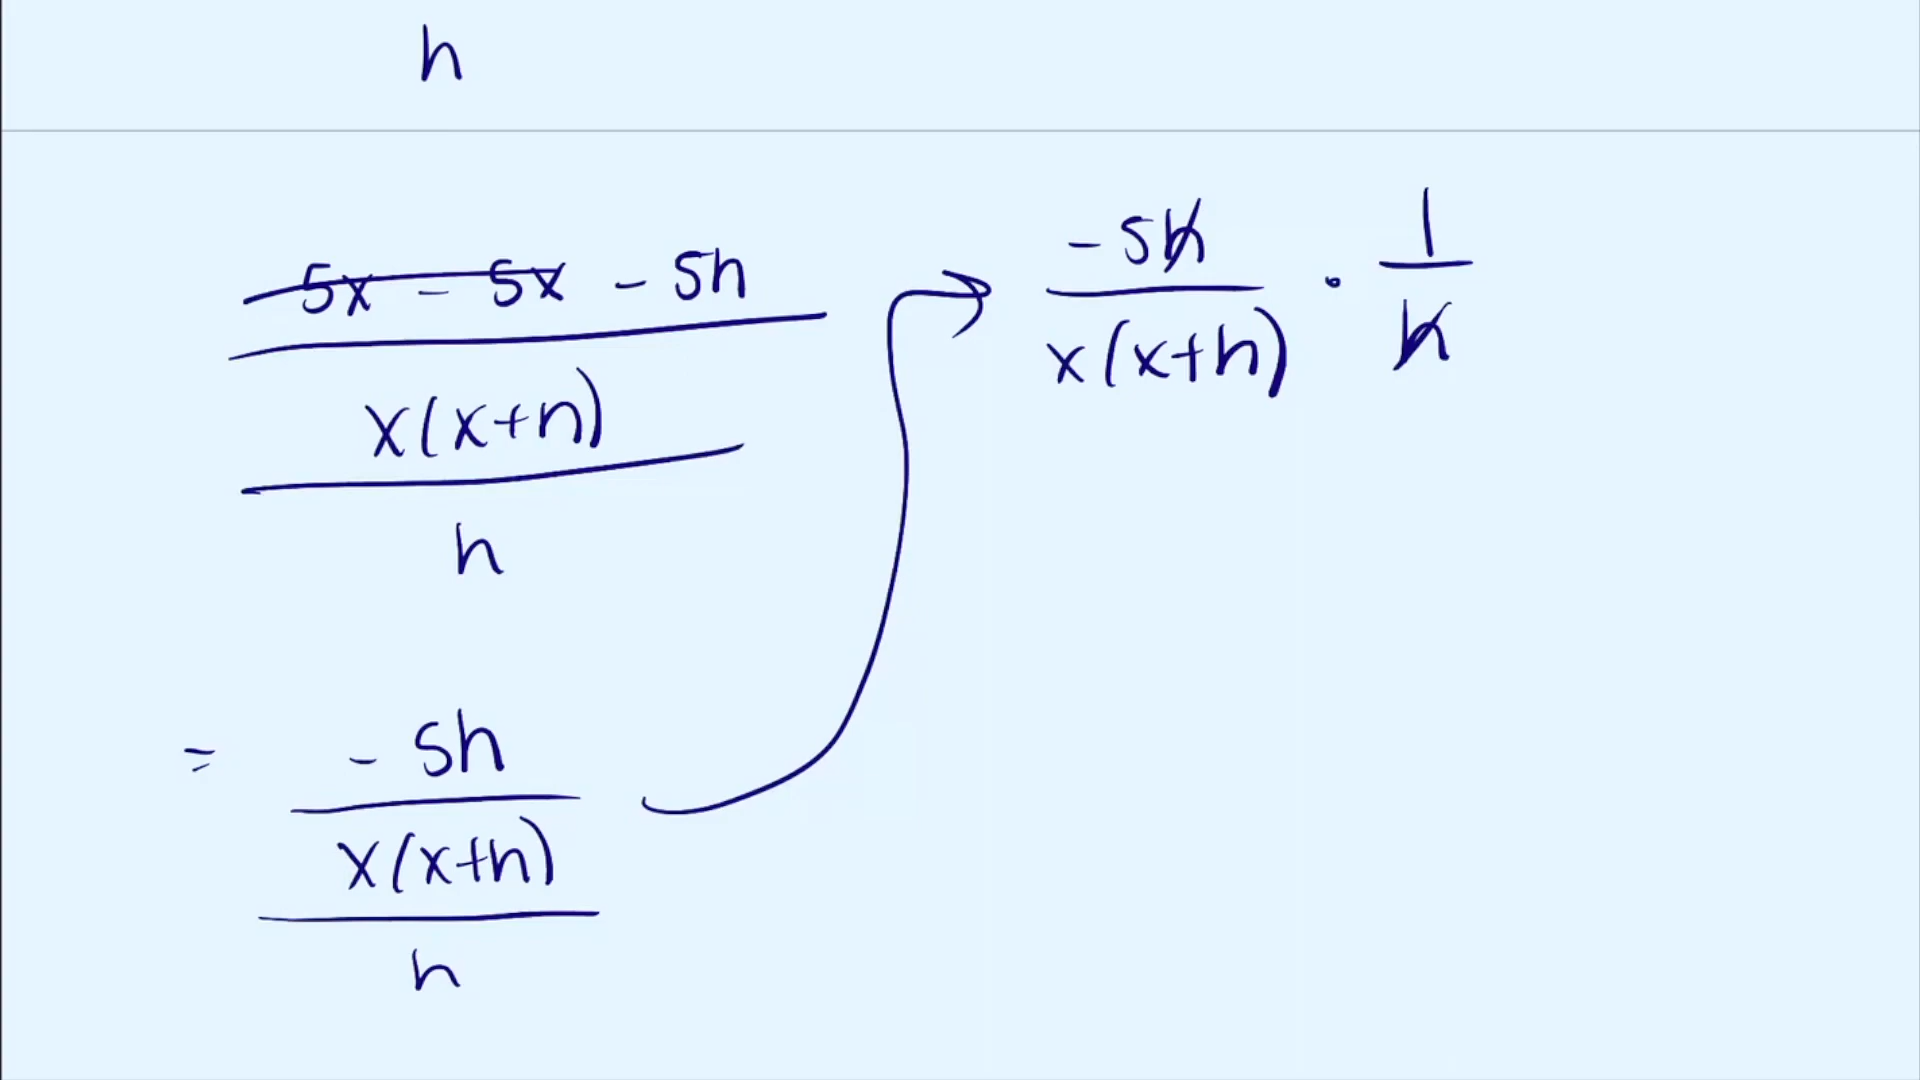 h
5x - 5x - 5h
x(x+h)
h
= -5h
x(x+h)
h
-5h · 1
x(x+h) h